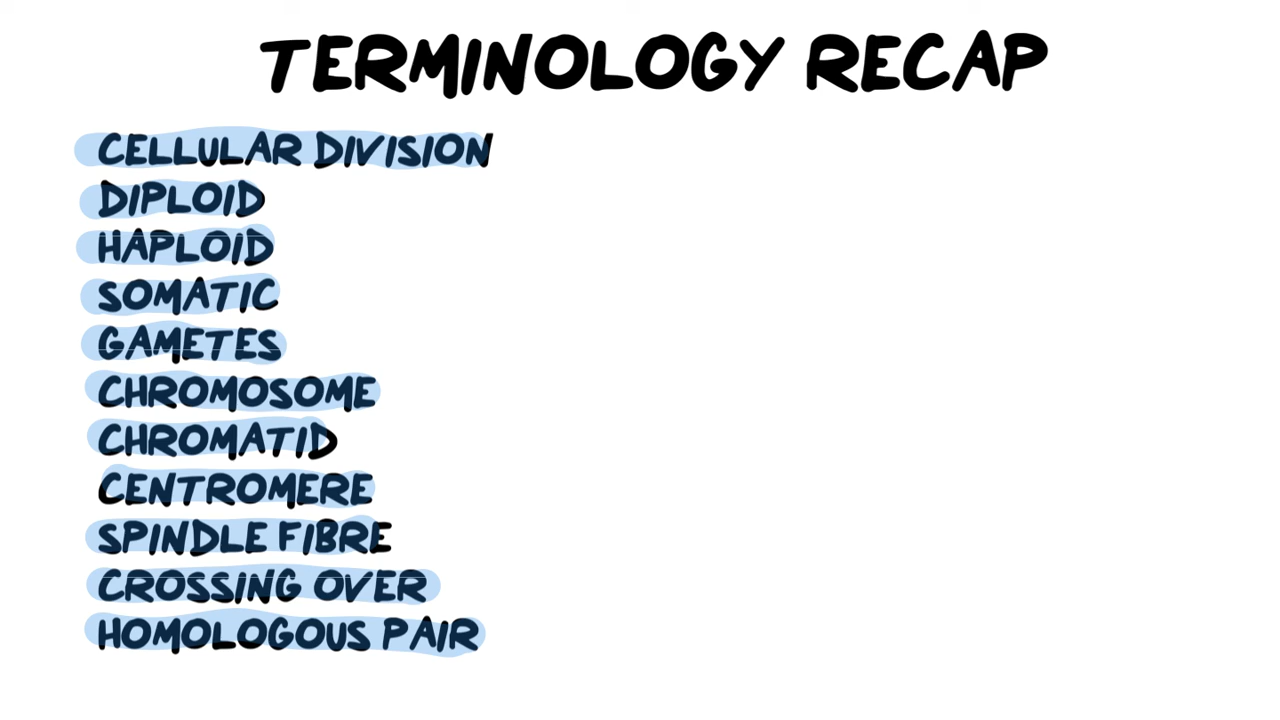 TERMINOLOGY RECAP
CELLULAR DIVISION
DIPLOID
HAPLOID
SOMATIC
GAMETES
CHROMOSOME
CHROMATID
CENTROMERE
SPINDLE FIBRE
CROSSING OVER
HOMOLOGOUS PAIR